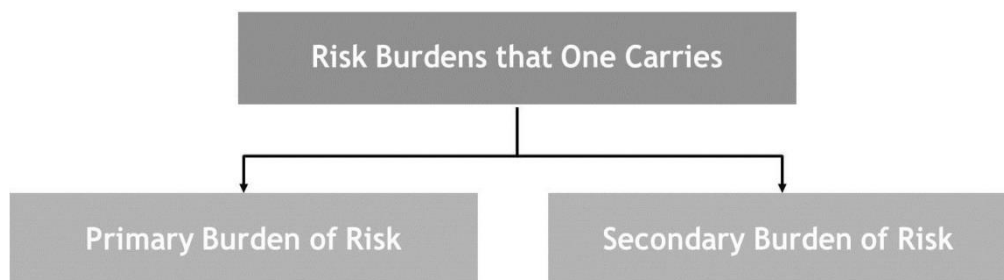 Risk Burdens that One Carries
Primary Burden of Risk
Secondary Burden of Risk